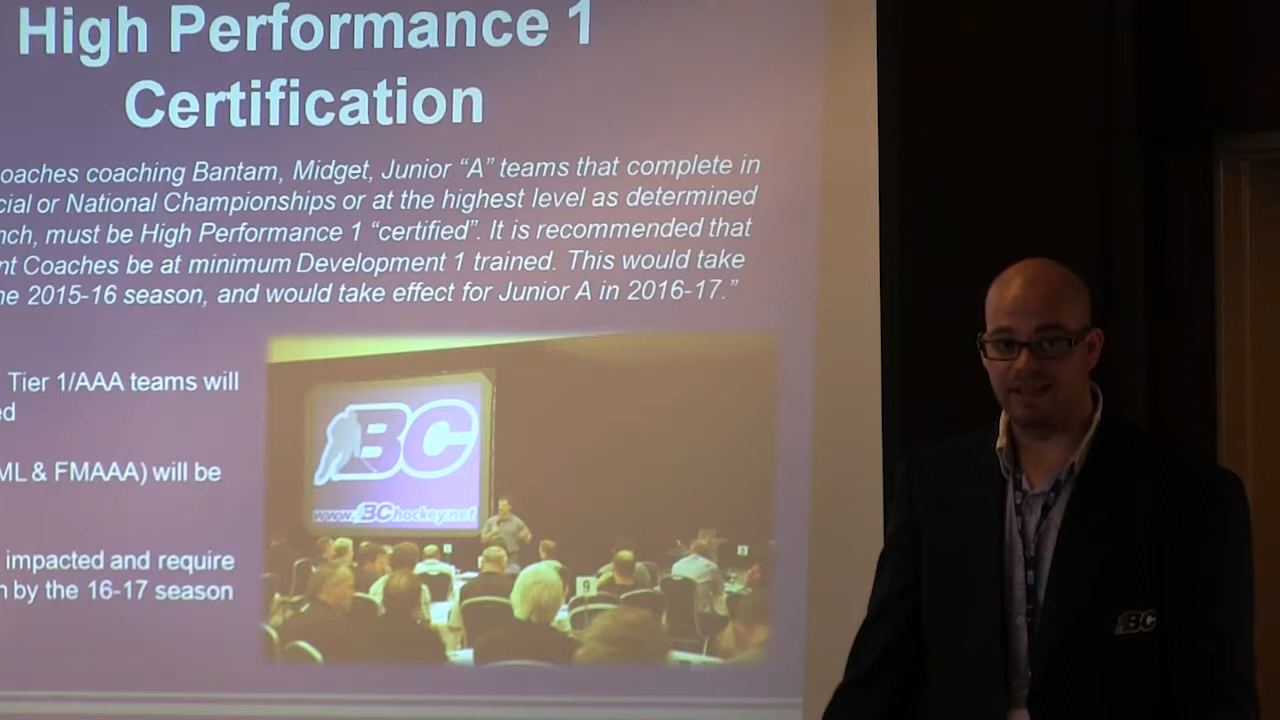 High Performance 1
Certification
oaches coaching Bantam, Midget, Junior “A” teams that complete in
cial or National Championships or at the highest level as determined
nch, must be High Performance 1 “certified”. It is recommended that
nt Coaches be at minimum Development 1 trained. This would take
he 2015-16 season, and would take effect for Junior A in 2016-17.”
Tier 1/AAA teams will
ed
ML & FMAAA) will be
impacted and require
n by the 16-17 season
BC
www.BChockey.net
9
BC